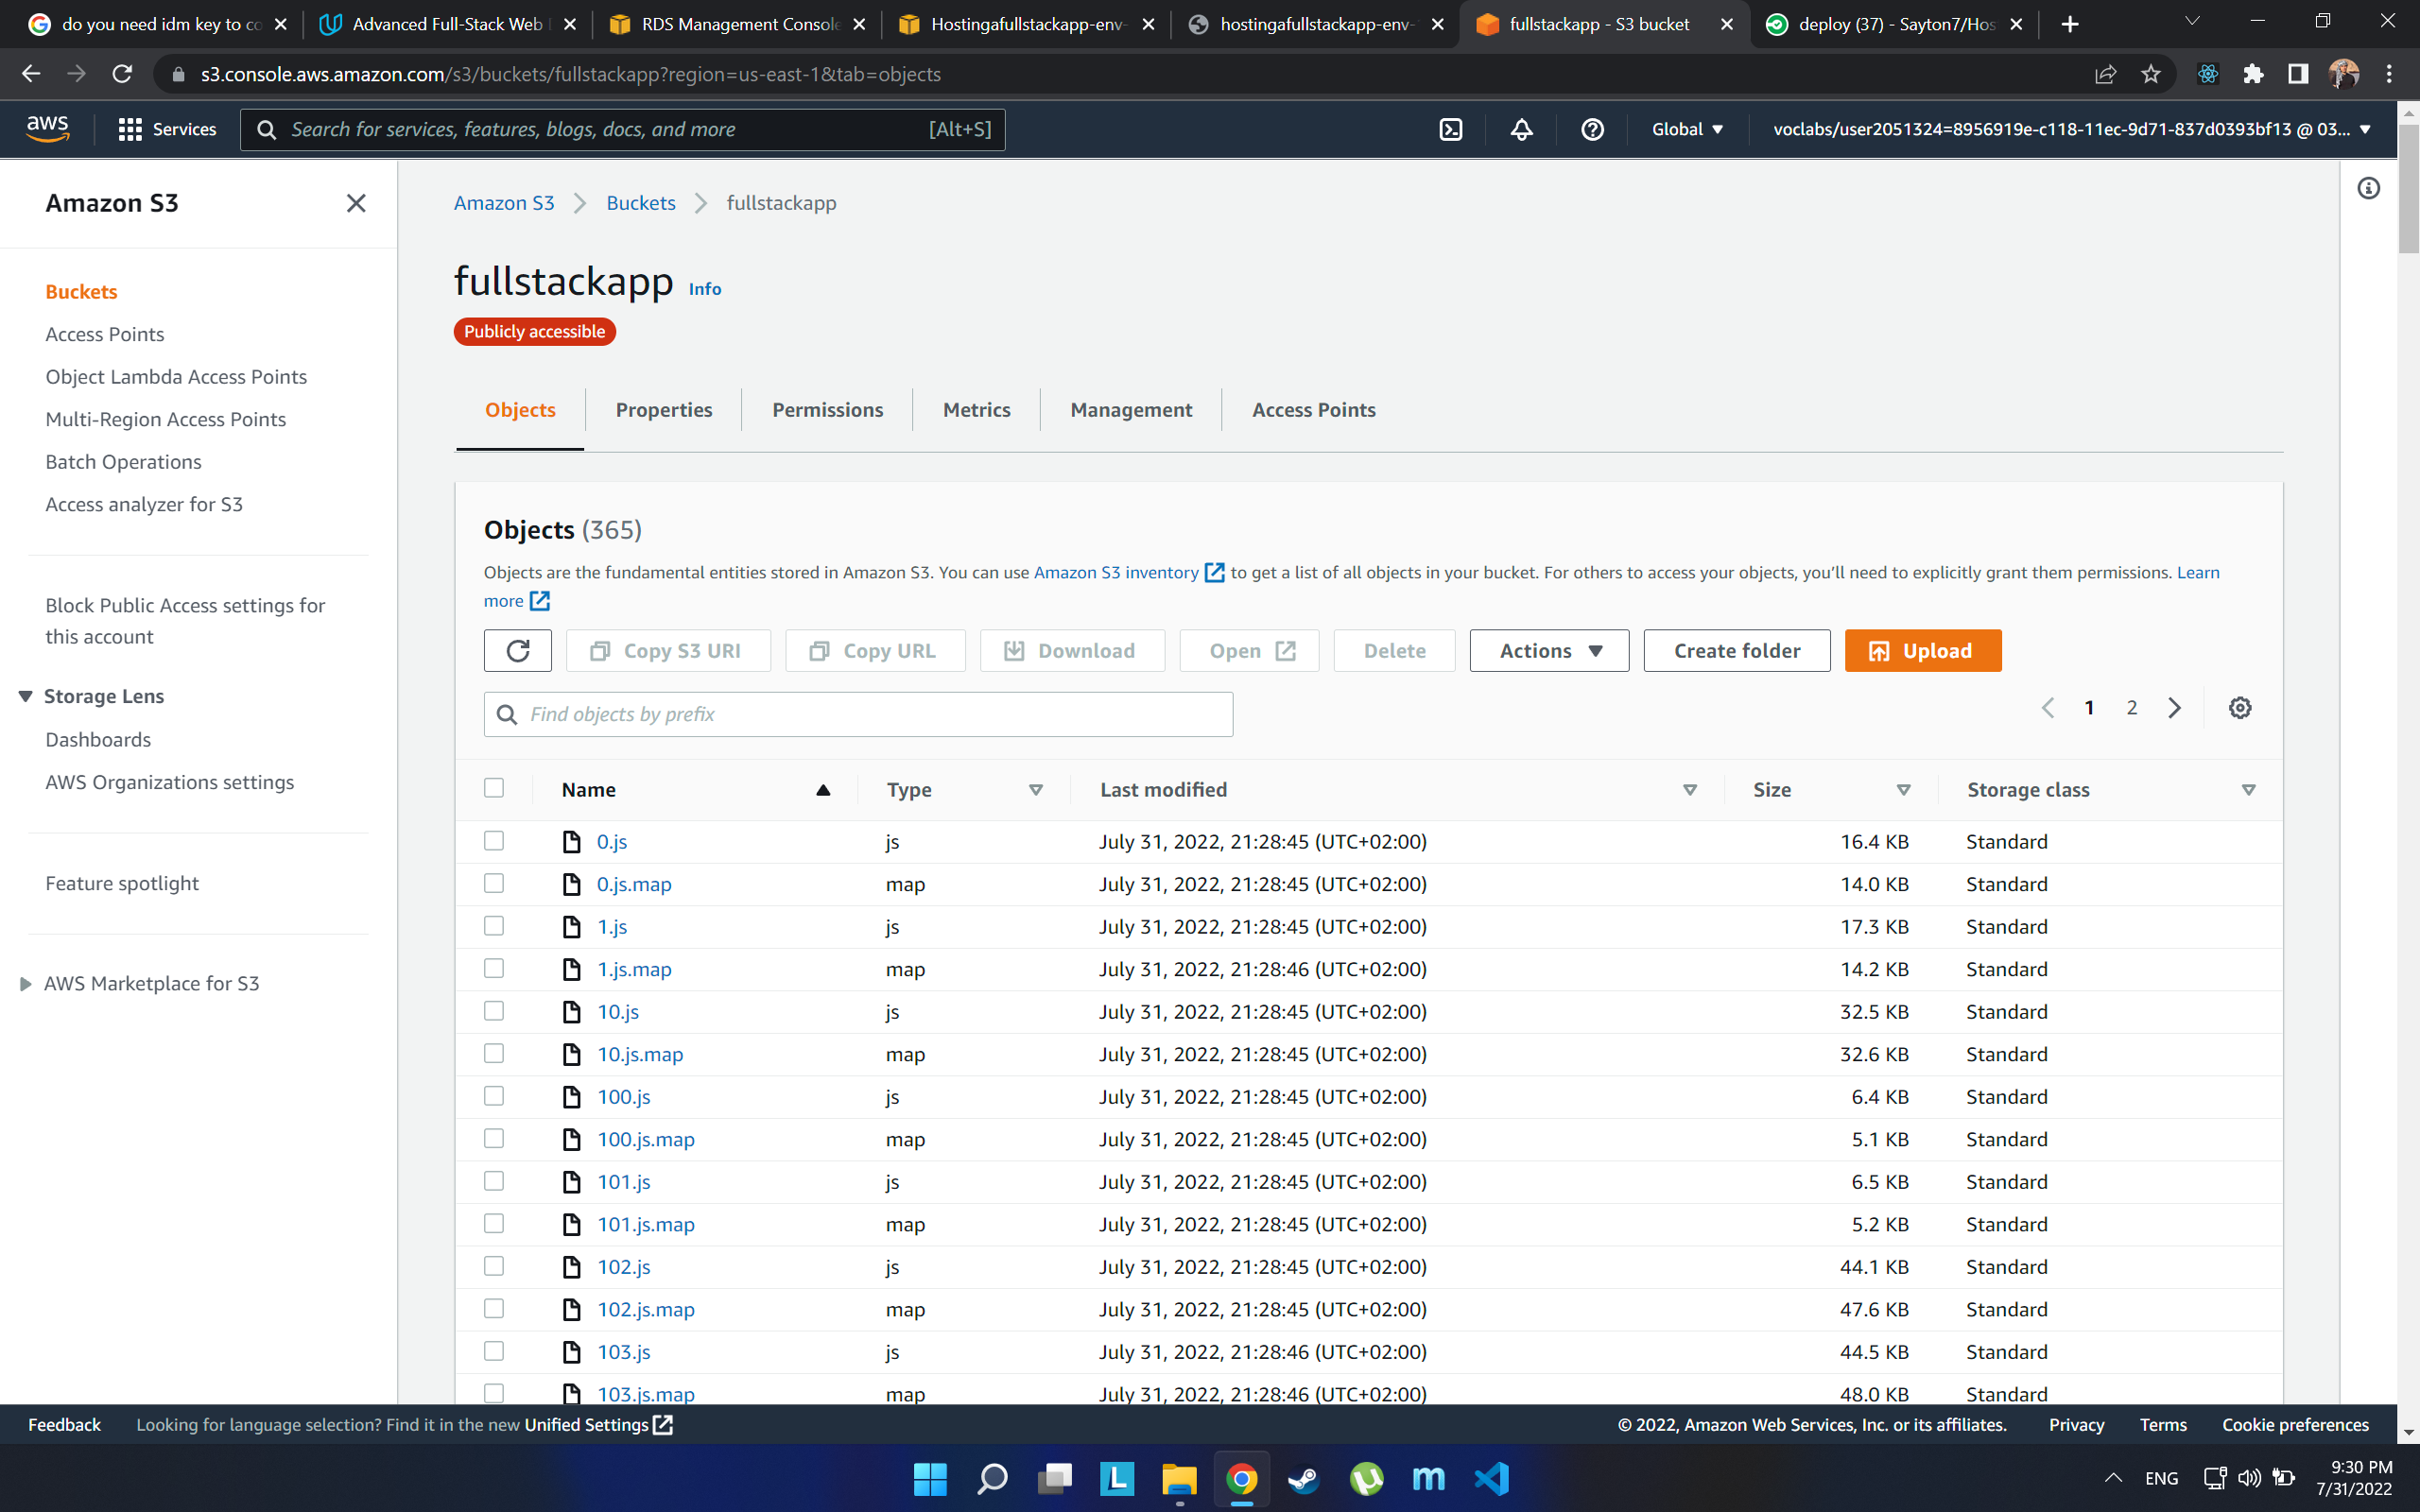 do you need idm key to co
Advanced Full-Stack Web
RDS Management Console
Hostingafullstackapp-env-
hostingafullstackapp-env-
fullstackapp - S3 bucket
deploy (37) - Sayton7/Hos
s3.console.aws.amazon.com/s3/buckets/fullstackapp?region=us-east-1&tab=objects
aws
Services
Search for services, features, blogs, docs, and more
[Alt+S]
Global
voclabs/user2051324=8956919e-c118-11ec-9d71-837d0393bf13 @ 03...
Amazon S3
Buckets
Access Points
Object Lambda Access Points
Multi-Region Access Points
Batch Operations
Access analyzer for S3
Block Public Access settings for
this account
Storage Lens
Dashboards
AWS Organizations settings
Feature spotlight
AWS Marketplace for S3
Amazon S3 > Buckets > fullstackapp
fullstackapp Info
Publicly accessible
Objects Properties Permissions Metrics Management Access Points
Objects (365)
Objects are the fundamental entities stored in Amazon S3. You can use Amazon S3 inventory to get a list of all objects in your bucket. For others to access your objects, you'll need to explicitly grant them permissions. Learn
more
Copy S3 URI Copy URL Download Open Delete Actions Create folder Upload
Find objects by prefix
1 2
Name Type Last modified Size Storage class
0.js js July 31, 2022, 21:28:45 (UTC+02:00) 16.4 KB Standard
0.js.map map July 31, 2022, 21:28:45 (UTC+02:00) 14.0 KB Standard
1.js js July 31, 2022, 21:28:45 (UTC+02:00) 17.3 KB Standard
1.js.map map July 31, 2022, 21:28:46 (UTC+02:00) 14.2 KB Standard
10.js js July 31, 2022, 21:28:45 (UTC+02:00) 32.5 KB Standard
10.js.map map July 31, 2022, 21:28:45 (UTC+02:00) 32.6 KB Standard
100.js js July 31, 2022, 21:28:45 (UTC+02:00) 6.4 KB Standard
100.js.map map July 31, 2022, 21:28:45 (UTC+02:00) 5.1 KB Standard
101.js js July 31, 2022, 21:28:45 (UTC+02:00) 6.5 KB Standard
101.js.map map July 31, 2022, 21:28:45 (UTC+02:00) 5.2 KB Standard
102.js js July 31, 2022, 21:28:45 (UTC+02:00) 44.1 KB Standard
102.js.map map July 31, 2022, 21:28:45 (UTC+02:00) 47.6 KB Standard
103.js js July 31, 2022, 21:28:46 (UTC+02:00) 44.5 KB Standard
103.js.map map July 31, 2022, 21:28:46 (UTC+02:00) 48.0 KB Standard
Feedback
Looking for language selection? Find it in the new Unified Settings
© 2022, Amazon Web Services, Inc. or its affiliates.
Privacy Terms Cookie preferences
ENG
9:30 PM
7/31/2022